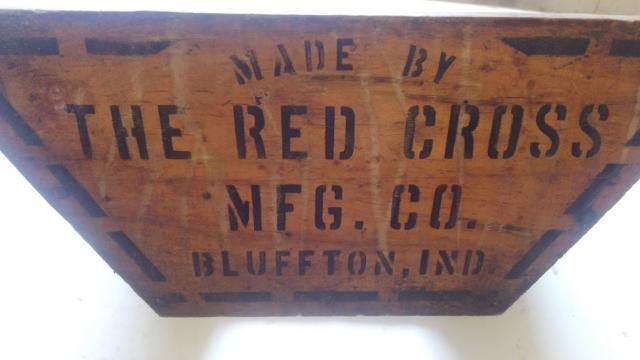 MADE BY
THE RED CROSS
MFG. CO.
BLUFFTON, IND.